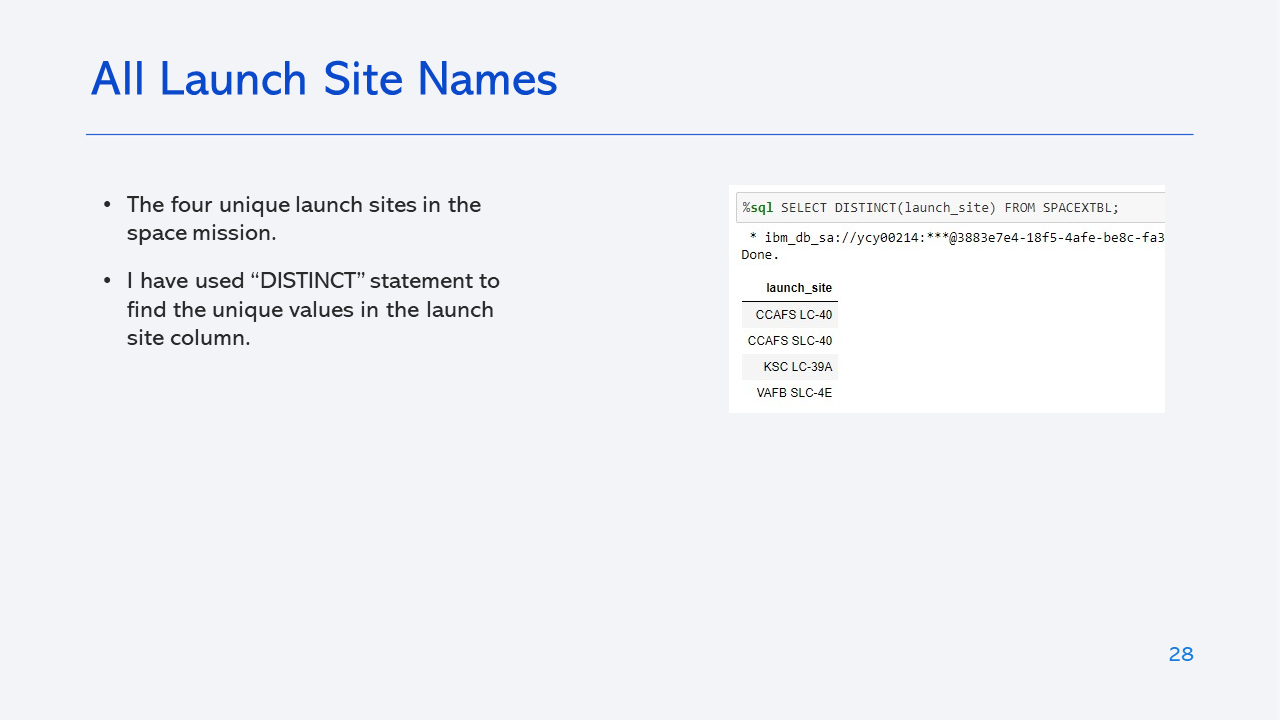 All Launch Site Names
• The four unique launch sites in the
space mission.
• I have used “DISTINCT” statement to
find the unique values in the launch
site column.
%sql SELECT DISTINCT(launch_site) FROM SPACEXTBL;
* ibm_db_sa://ycy00214:***@3883e7e4-18f5-4afe-be8c-fa3
Done.
launch_site
CCAFS LC-40
CCAFS SLC-40
KSC LC-39A
VAFB SLC-4E
28